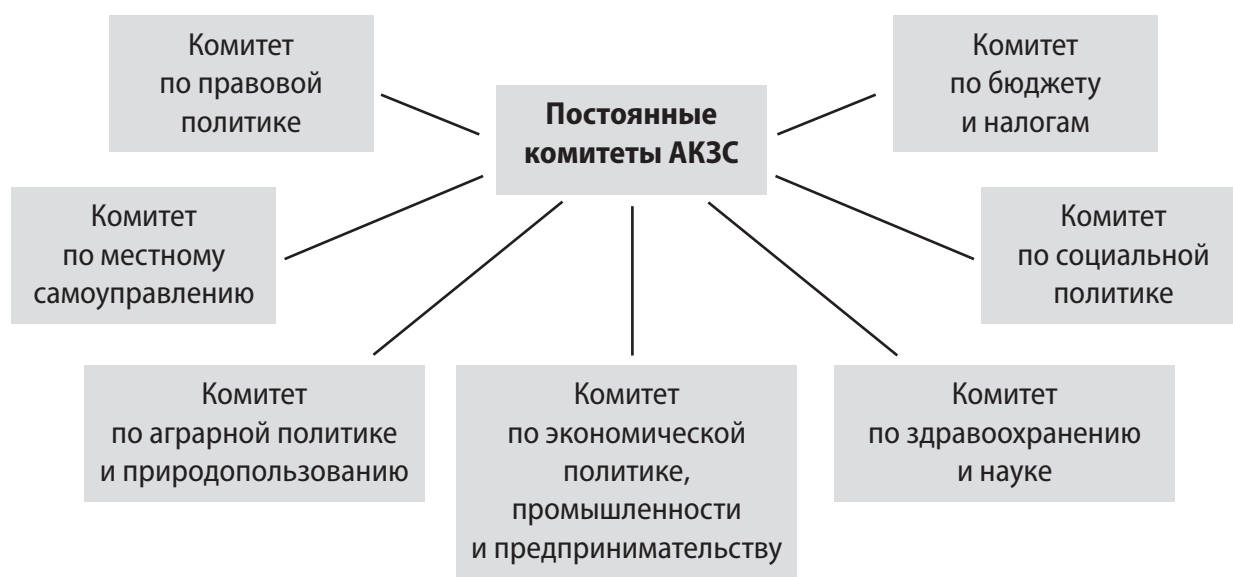 Комитет
по правовой
политике
Постоянные
комитеты АКЗС
Комитет
по бюджету
и налогам
Комитет
по местному
самоуправлению
Комитет
по социальной
политике
Комитет
по аграрной политике
и природопользованию
Комитет
по экономической
политике,
промышленности
и предпринимательству
Комитет
по здравоохранению
и науке